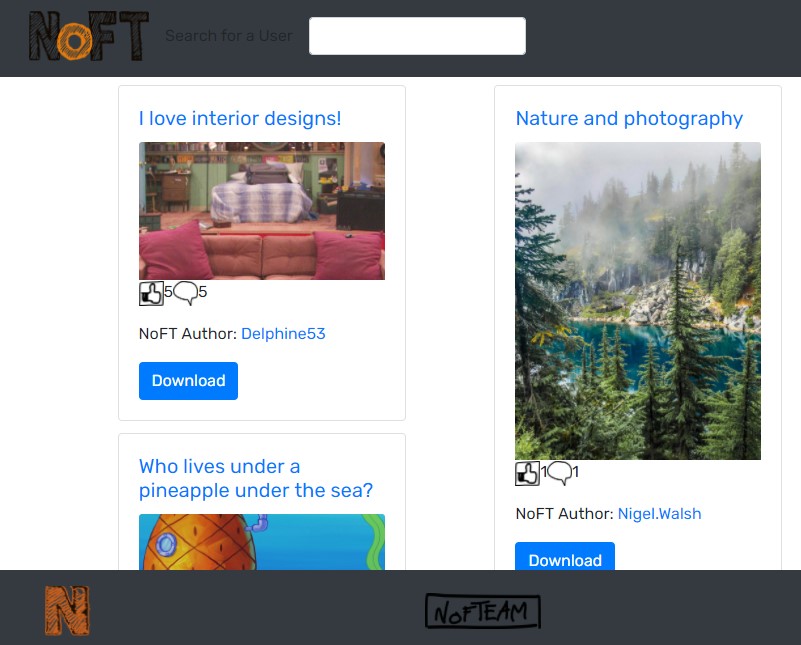 NoFT
Search for a User
I love interior designs!
5 5
NoFT Author: Delphine53
Download
Who lives under a
pineapple under the sea?
Nature and photography
1 1
NoFT Author: Nigel.Walsh
Download
N
NOFTEAM